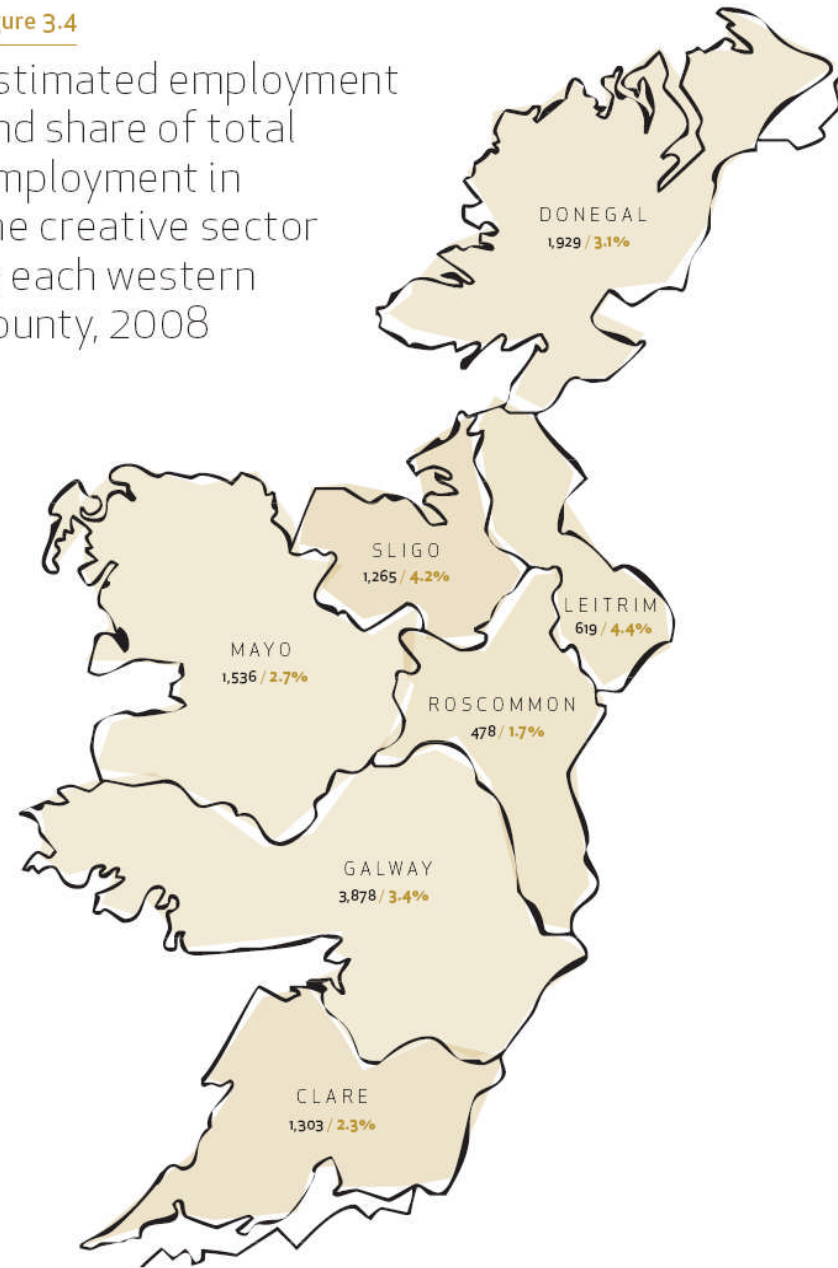 gure 3.4
stimated employment
nd share of total
mployment in
ne creative sector
each western
ounty, 2008
DONEGAL
1,929 / 3.1%
SLIGO
1,265 / 4.2%
LEITRIM
619 / 4.4%
MAYO
1,536 / 2.7%
ROSCOMMON
478 / 1.7%
GALWAY
3,878 / 3.4%
CLARE
1,303 / 2.3%